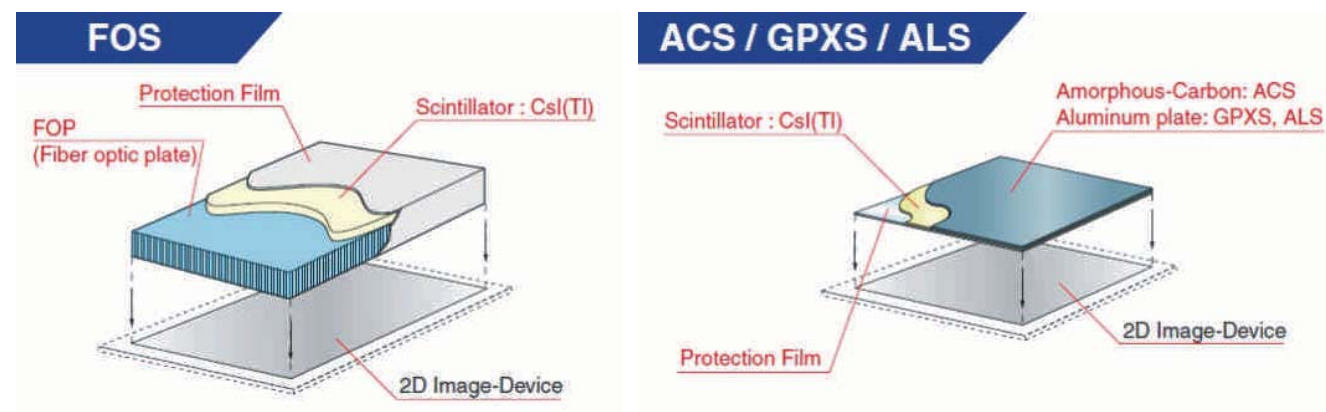 FOS
Protection Film
Scintillator : CsI(Tl)
FOP
(Fiber optic plate)
2D Image-Device
ACS / GPXS / ALS
Amorphous-Carbon: ACS
Aluminum plate: GPXS, ALS
Scintillator : CsI(Tl)
2D Image-Device
Protection Film